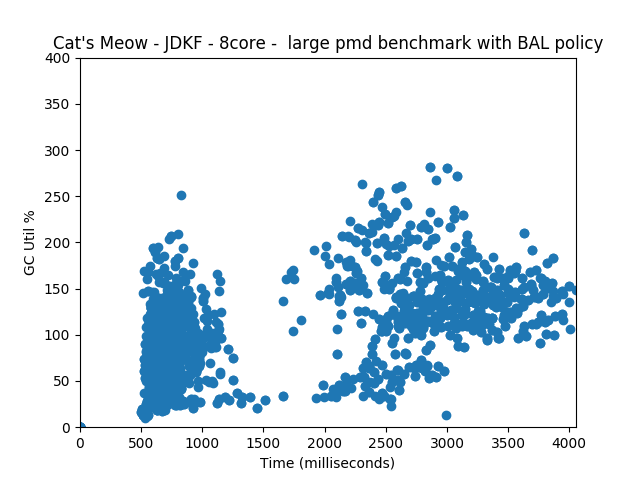 Cat's Meow - JDKF - 8core -  large pmd benchmark with BAL policy
400
350
300
250
200
150
100
50
0
GC Util %
0 500 1000 1500 2000 2500 3000 3500 4000
Time (milliseconds)